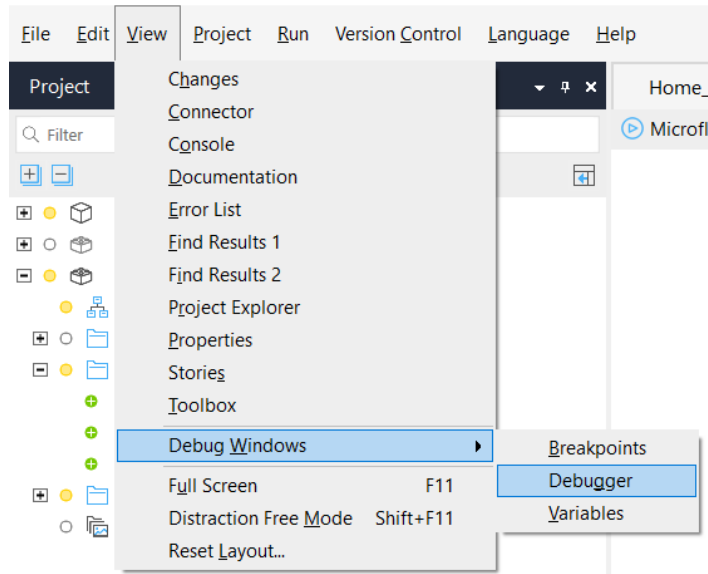 File Edit View Project Run Version Control Language Help
Project
Home_
Filter
Microfl
Changes
Connector
Console
Documentation
Error List
Find Results 1
Find Results 2
Project Explorer
Properties
Stories
Toolbox
Debug Windows
Breakpoints
Debugger
Variables
Full Screen F11
Distraction Free Mode Shift+F11
Reset Layout...